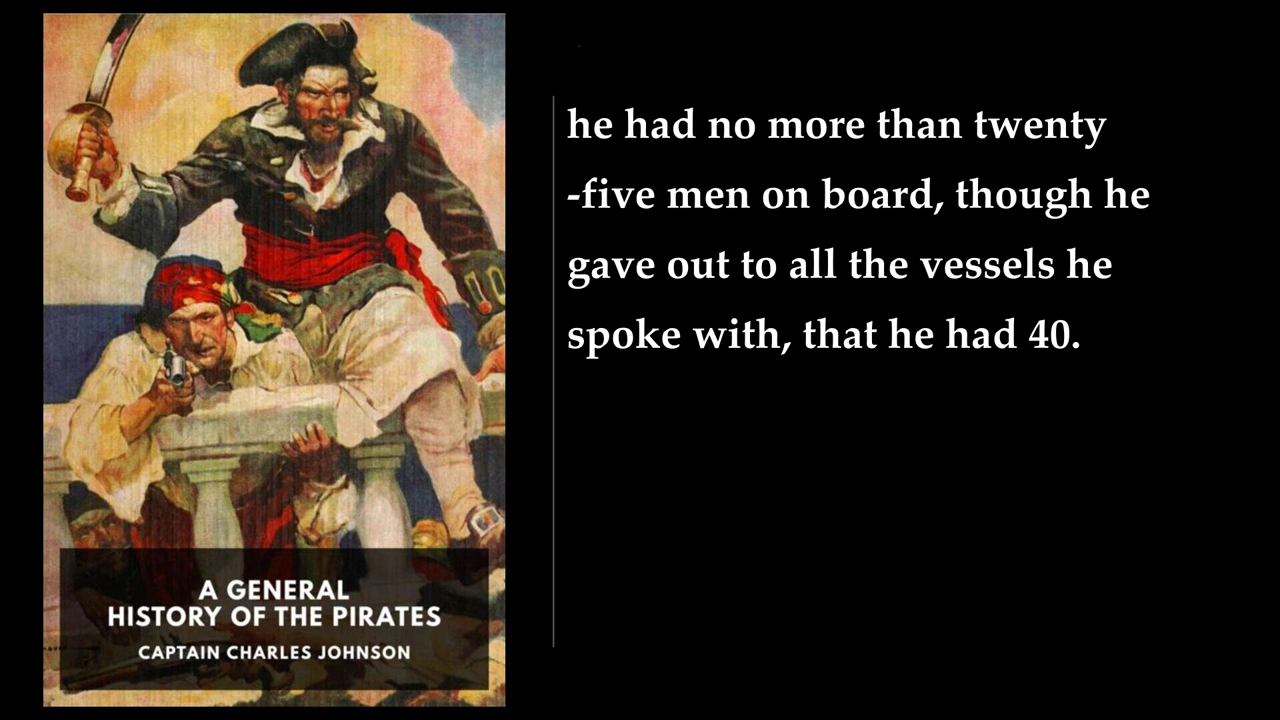 he had no more than twenty
-five men on board, though he
gave out to all the vessels he
spoke with, that he had 40.
A GENERAL
HISTORY OF THE PIRATES
CAPTAIN CHARLES JOHNSON